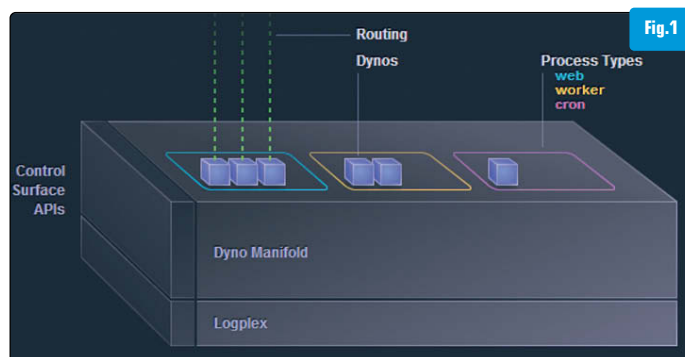 Fig.1
Routing
Dynos
Process Types
web
worker
cron
Control
Surface
APIs
Dyno Manifold
Logplex